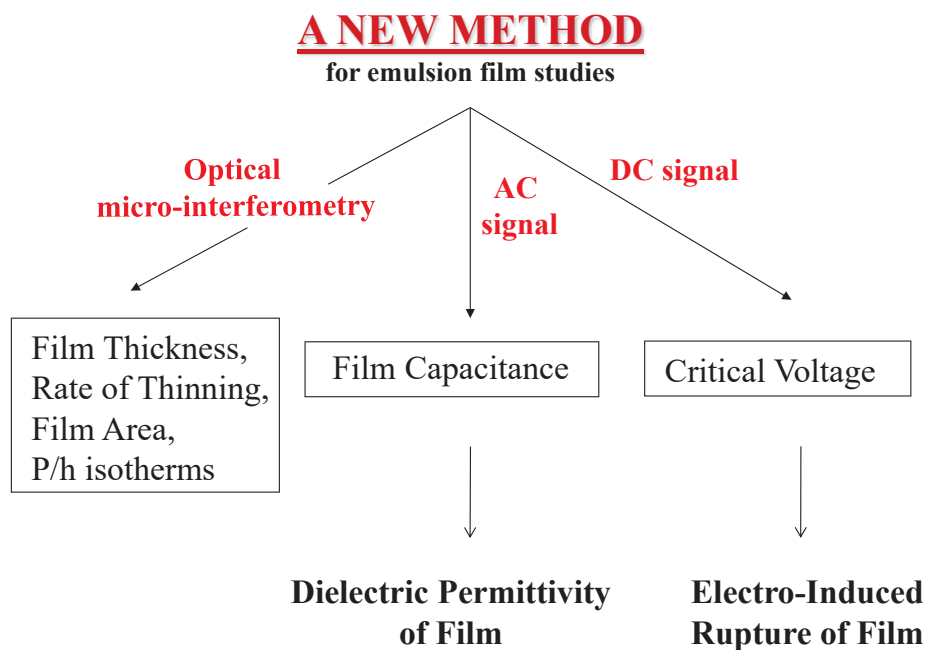 A NEW METHOD
for emulsion film studies
Optical
micro-interferometry
AC
signal
DC signal
Film Thickness,
Rate of Thinning,
Film Area,
P/h isotherms
Film Capacitance
Critical Voltage
Dielectric Permittivity
of Film
Electro-Induced
Rupture of Film